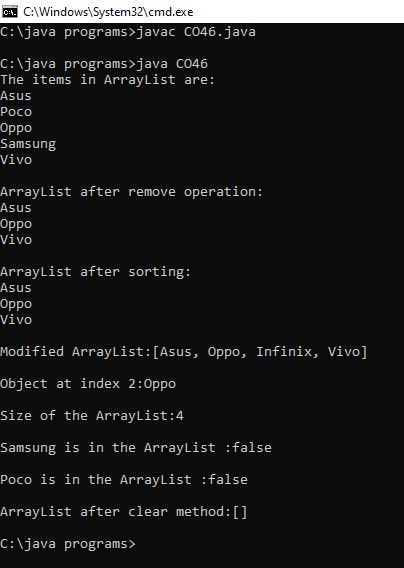 C:\Windows\System32\cmd.exe
C:\java programs>javac CO46.java
C:\java programs>java CO46
The items in ArrayList are:
Asus
Poco
Oppo
Samsung
Vivo
ArrayList after remove operation:
Asus
Oppo
Vivo
ArrayList after sorting:
Asus
Oppo
Vivo
Modified ArrayList:[Asus, Oppo, Infinix, Vivo]
Object at index 2:Oppo
Size of the ArrayList:4
Samsung is in the ArrayList :false
Poco is in the ArrayList :false
ArrayList after clear method:[]
C:\java programs>